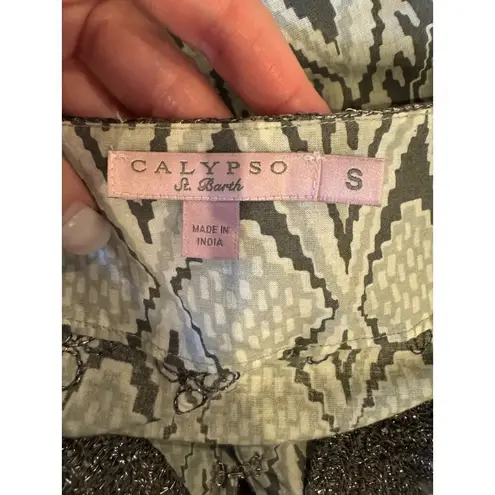 CALYPSO
St. Barth
S
MADE IN
INDIA